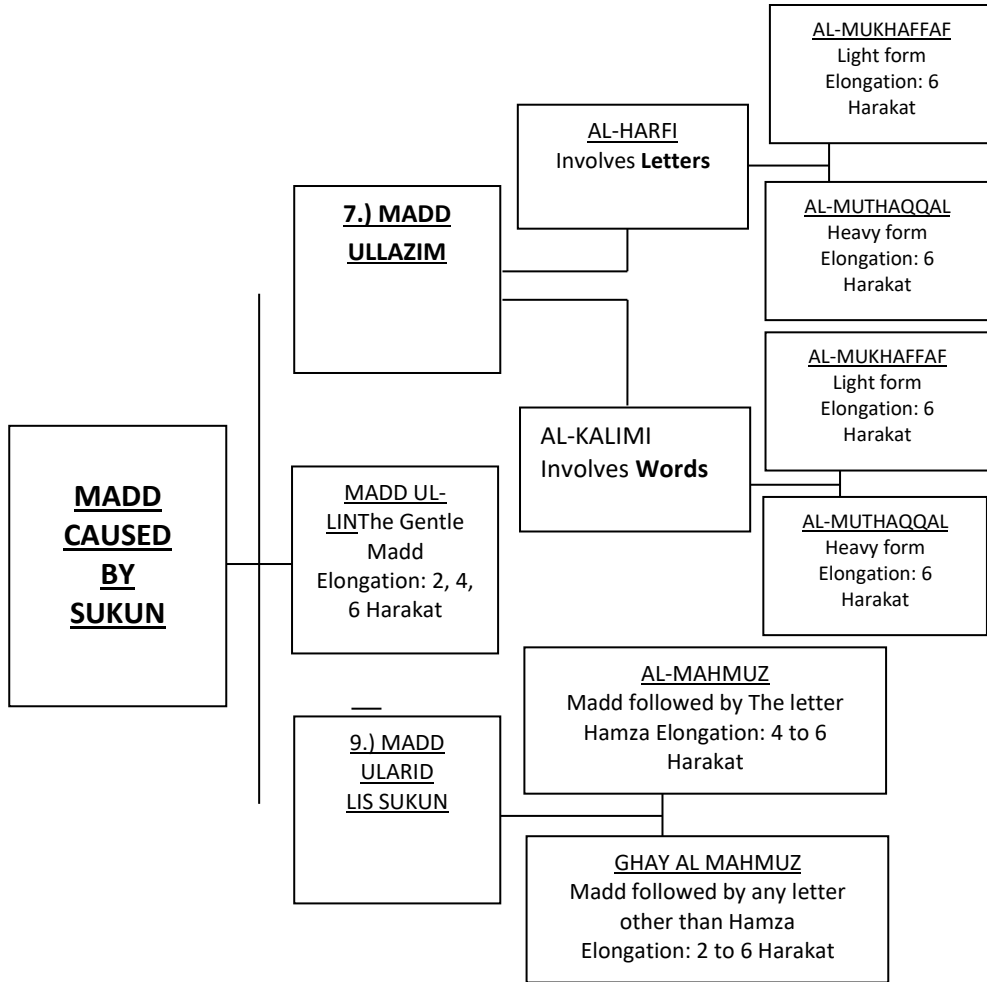 MADD
CAUSED
BY
SUKUN
7.) MADD
ULLAZIM
AL-HARFI
Involves Letters
AL-MUKHAFFAF
Light form
Elongation: 6
Harakat
AL-MUTHAQQAL
Heavy form
Elongation: 6
Harakat
AL-KALIMI
Involves Words
AL-MUKHAFFAF
Light form
Elongation: 6
Harakat
AL-MUTHAQQAL
Heavy form
Elongation: 6
Harakat
MADD UL-
LINThe Gentle
Madd
Elongation: 2, 4,
6 Harakat
9.) MADD
ULARID
LIS SUKUN
AL-MAHMUZ
Madd followed by The letter
Hamza Elongation: 4 to 6
Harakat
GHAY AL MAHMUZ
Madd followed by any letter
other than Hamza
Elongation: 2 to 6 Harakat